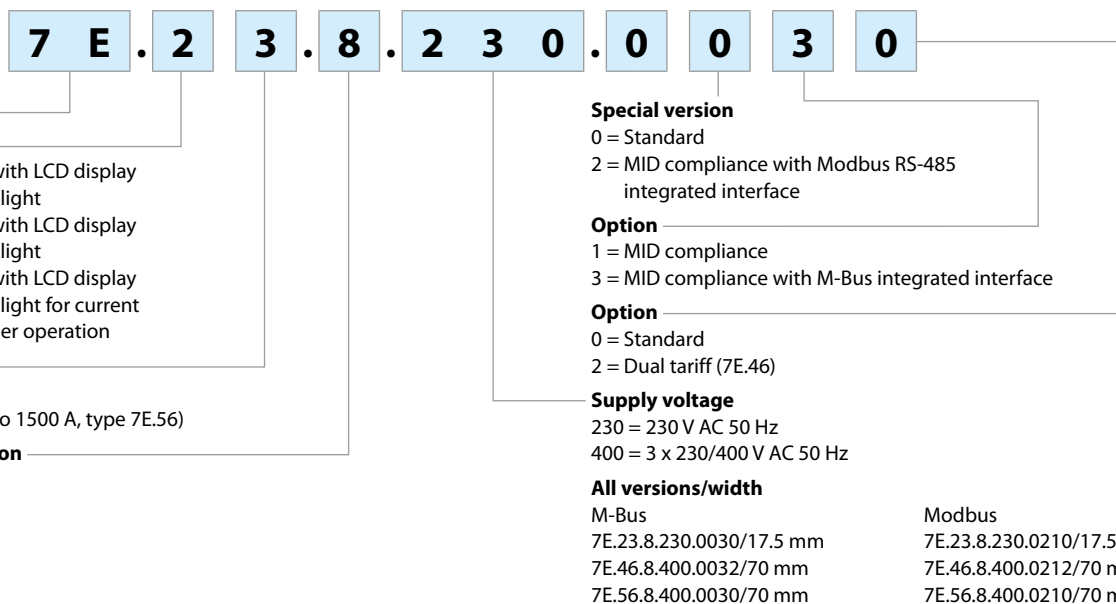 7 E . 2 3 . 8 . 2 3 0 . 0 0 3 0
with LCD display
light
with LCD display
light
with LCD display
light for current
er operation
o 1500 A, type 7E.56)
on
Special version
0 = Standard
2 = MID compliance with Modbus RS-485
integrated interface
Option
1 = MID compliance
3 = MID compliance with M-Bus integrated interface
Option
0 = Standard
2 = Dual tariff (7E.46)
Supply voltage
230 = 230 V AC 50 Hz
400 = 3 x 230/400 V AC 50 Hz
All versions/width
M-Bus Modbus
7E.23.8.230.0030/17.5 mm 7E.23.8.230.0210/17.5
7E.46.8.400.0032/70 mm 7E.46.8.400.0212/70 m
7E.56.8.400.0030/70 mm 7E.56.8.400.0210/70 m